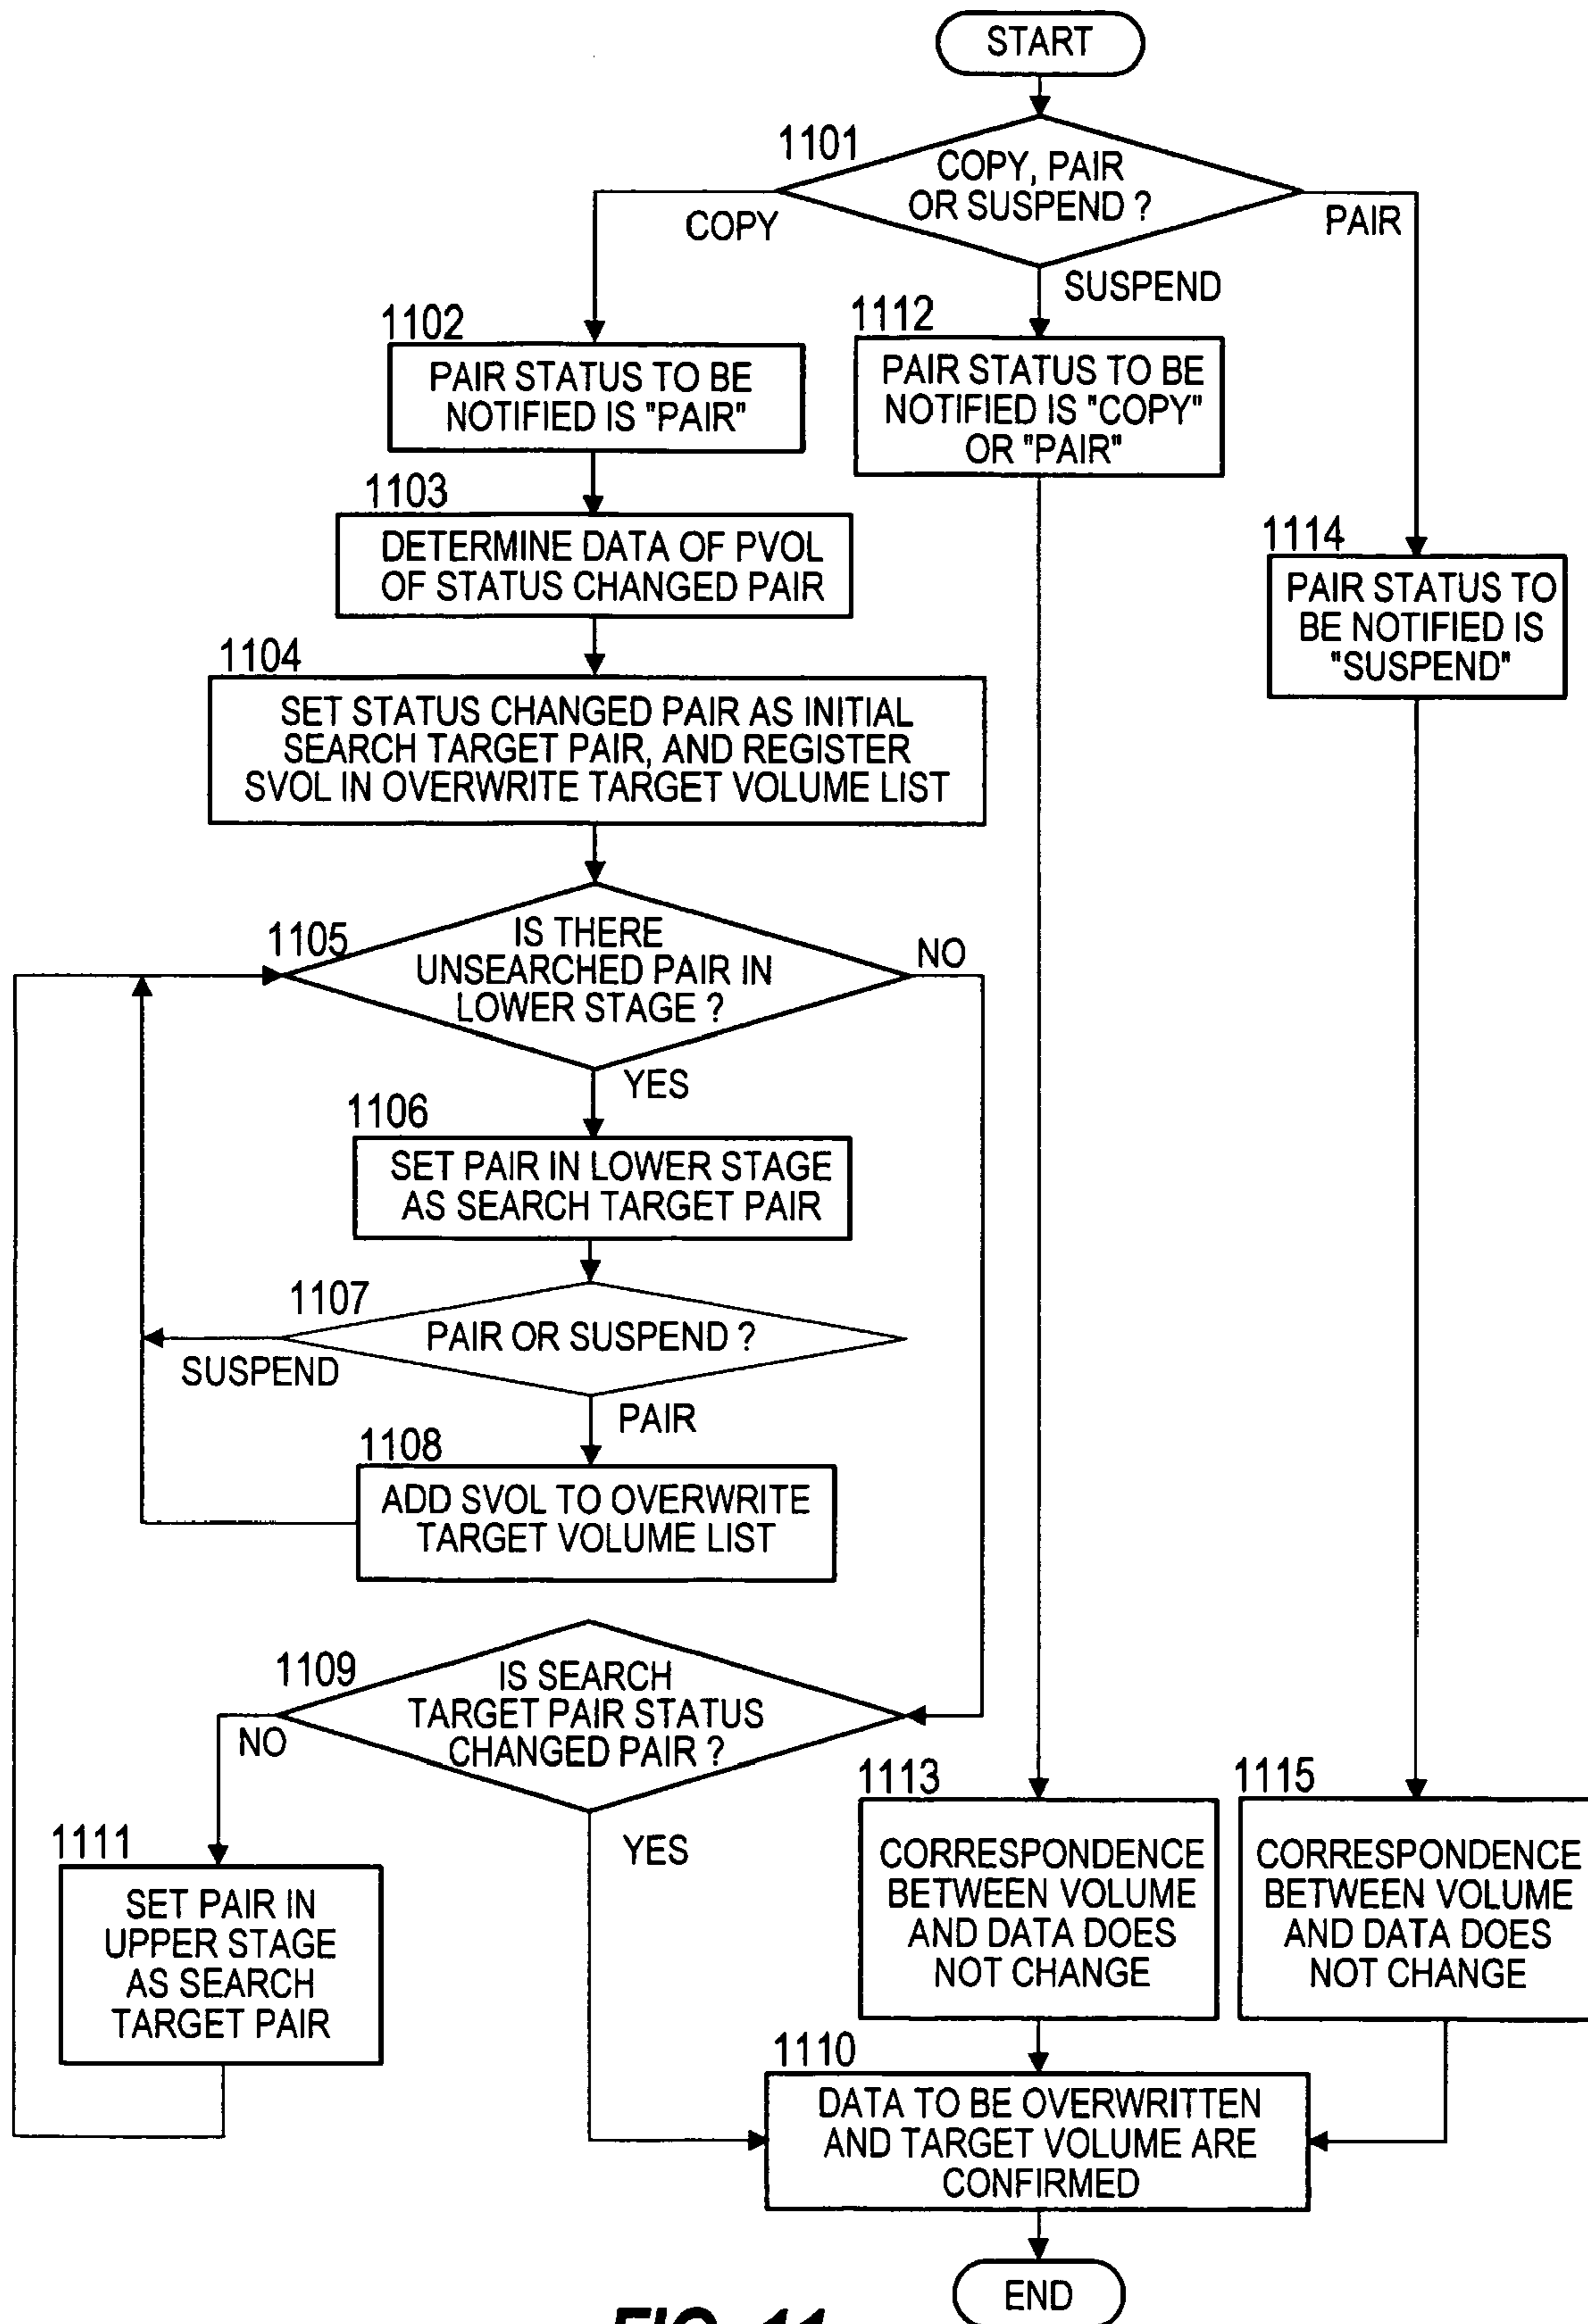 START
1101
COPY, PAIR
OR SUSPEND ?
COPY
SUSPEND
PAIR
1102
PAIR STATUS TO BE
NOTIFIED IS "PAIR"
1112
PAIR STATUS TO BE
NOTIFIED IS "COPY"
OR "PAIR"
1103
DETERMINE DATA OF PVOL
OF STATUS CHANGED PAIR
1114
PAIR STATUS TO
BE NOTIFIED IS
"SUSPEND"
1104
SET STATUS CHANGED PAIR AS INITIAL
SEARCH TARGET PAIR, AND REGISTER
SVOL IN OVERWRITE TARGET VOLUME LIST
1105
IS THERE
UNSEARCHED PAIR IN
LOWER STAGE ?
NO
YES
1106
SET PAIR IN LOWER STAGE
AS SEARCH TARGET PAIR
1107
PAIR OR SUSPEND ?
SUSPEND
PAIR
1108
ADD SVOL TO OVERWRITE
TARGET VOLUME LIST
1109
IS SEARCH
TARGET PAIR STATUS
CHANGED PAIR ?
NO
YES
1111
SET PAIR IN
UPPER STAGE
AS SEARCH
TARGET PAIR
1113
CORRESPONDENCE
BETWEEN VOLUME
AND DATA DOES
NOT CHANGE
1115
CORRESPONDENCE
BETWEEN VOLUME
AND DATA DOES
NOT CHANGE
1110
DATA TO BE OVERWRITTEN
AND TARGET VOLUME ARE
CONFIRMED
END
FIG. 11